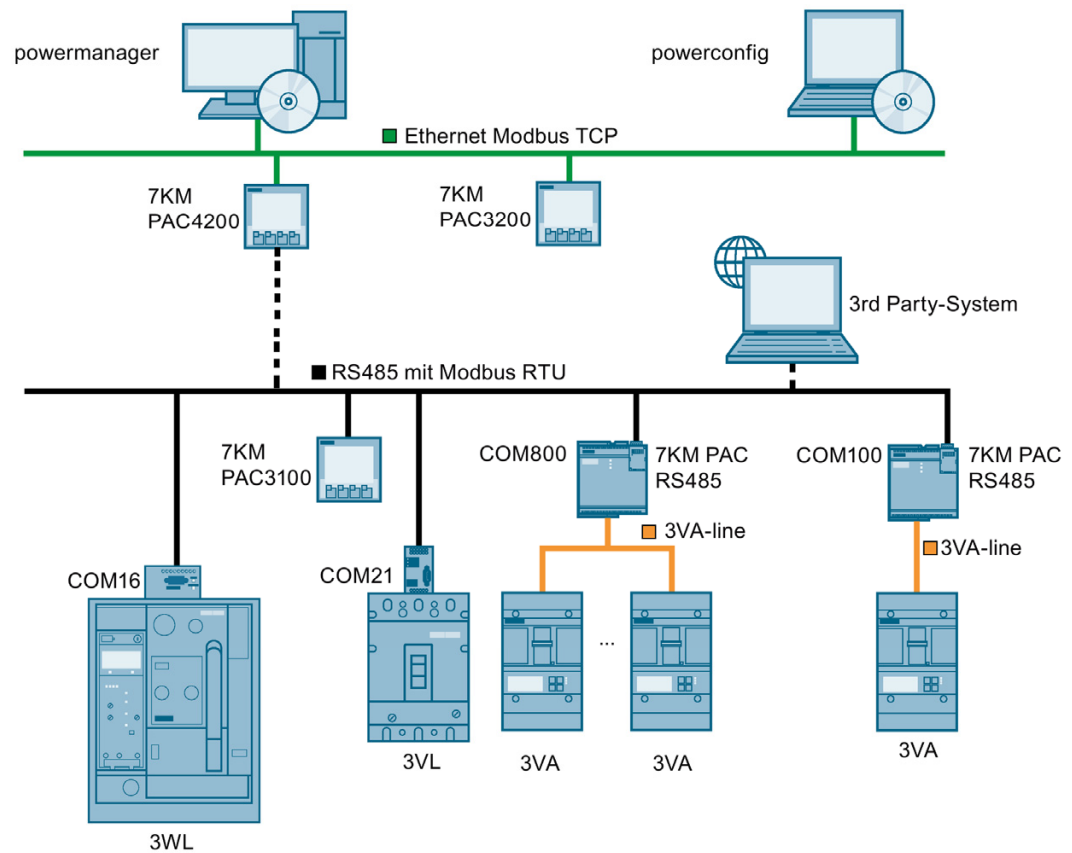 powermanager
powerconfig
Ethernet Modbus TCP
7KM
PAC4200
7KM
PAC3200
3rd Party-System
RS485 mit Modbus RTU
7KM
PAC3100
COM800
7KM PAC
RS485
COM100
7KM PAC
RS485
3VA-line
3VA-line
COM16
COM21
...
3VL
3VA
3VA
3VA
3WL